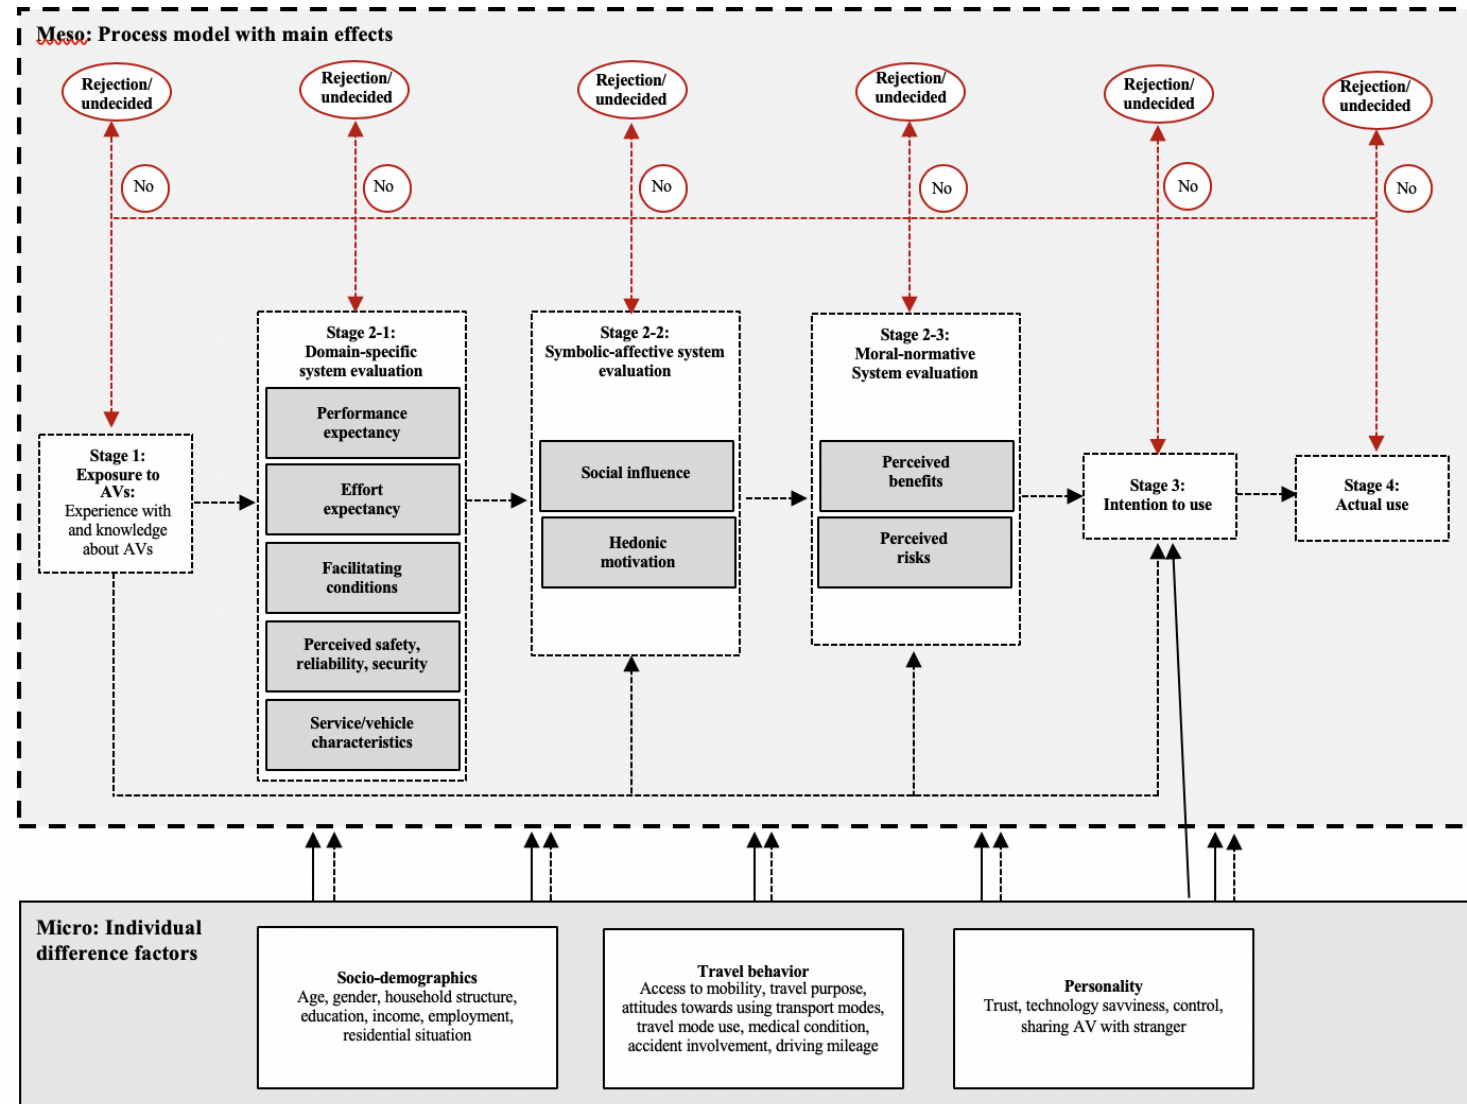 Meso: Process model with main effects
Rejection/
undecided
Rejection/
undecided
Rejection/
undecided
Rejection/
undecided
Rejection/
undecided
Rejection/
undecided
No
No
No
No
No
No
Stage 1:
Exposure to
AVs:
Experience with
and knowledge
about AVs
Stage 2-1:
Domain-specific
system evaluation
Performance
expectancy
Effort
expectancy
Facilitating
conditions
Perceived safety,
reliability, security
Service/vehicle
characteristics
Stage 2-2:
Symbolic-affective system
evaluation
Social influence
Hedonic
motivation
Stage 2-3:
Moral-normative
System evaluation
Perceived
benefits
Perceived
risks
Stage 3:
Intention to use
Stage 4:
Actual use
Micro: Individual
difference factors
Socio-demographics
Age, gender, household structure,
education, income, employment,
residential situation
Travel behavior
Access to mobility, travel purpose,
attitudes towards using transport modes,
travel mode use, medical condition,
accident involvement, driving mileage
Personality
Trust, technology savviness, control,
sharing AV with stranger